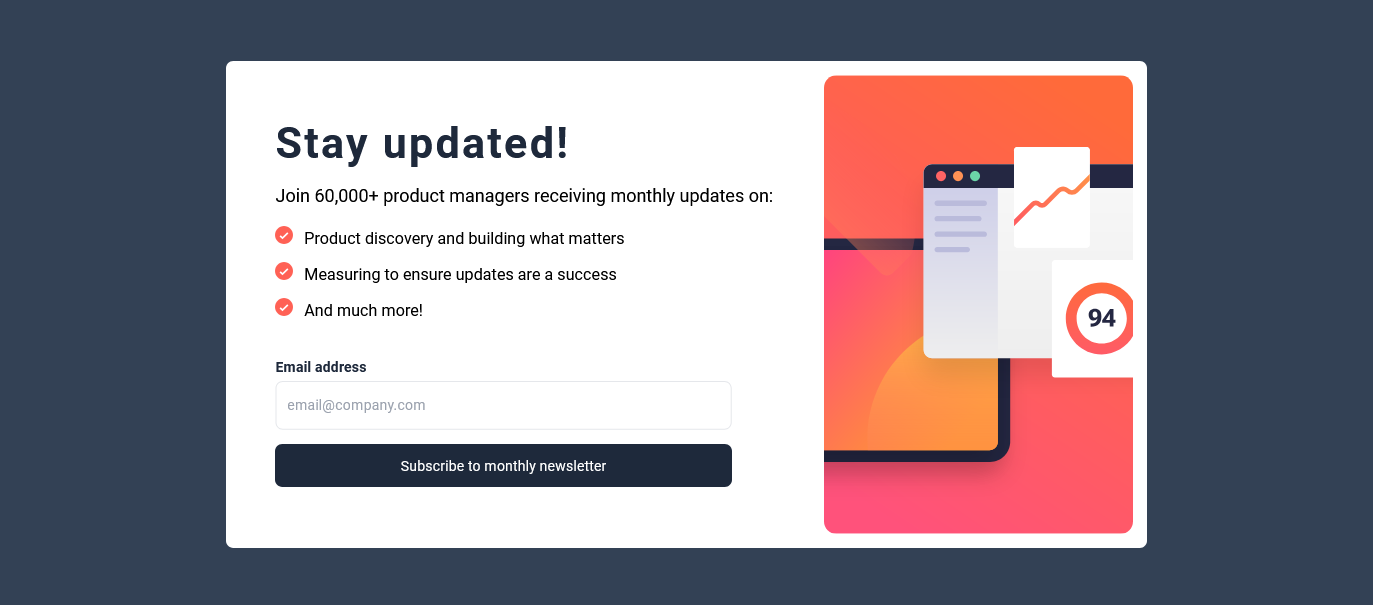 Stay updated!
Join 60,000+ product managers receiving monthly updates on:
Product discovery and building what matters
Measuring to ensure updates are a success
And much more!
Email address
email@company.com
Subscribe to monthly newsletter
94